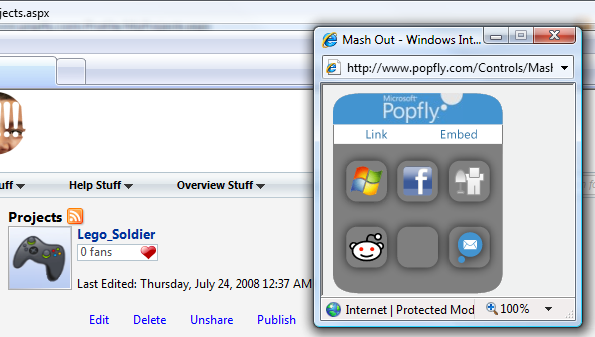 jects.aspx
!!!
uff
Help Stuff
Overview Stuff
Projects
Lego_Soldier
0 fans
Last Edited: Thursday, July 24, 2008 12:37 AM
Edit
Delete
Unshare
Publish
Mash Out - Windows Int...
http://www.popfly.com/Controls/Mash
Microsoft®
Popfly™
Link
Embed
f
Internet | Protected Mod
100%